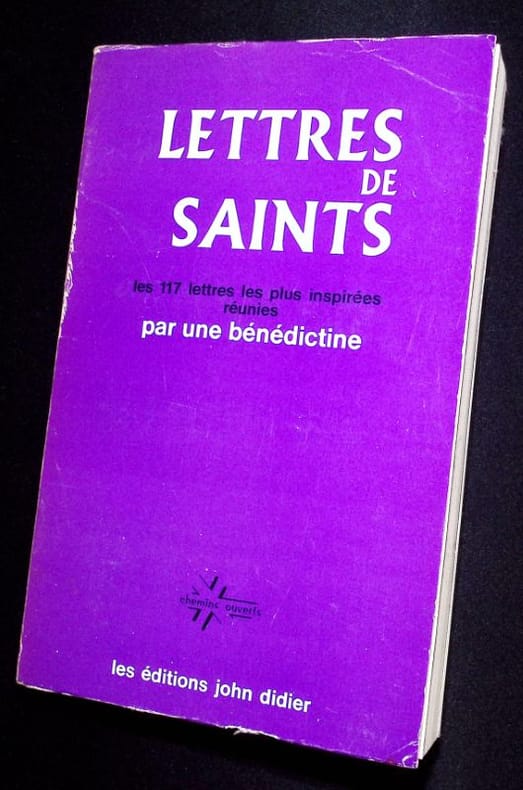 LETTRES
DE
SAINTS
les 117 lettres les plus inspirées
réunies
par une bénédictine
chemins ouverts
les éditions john didier